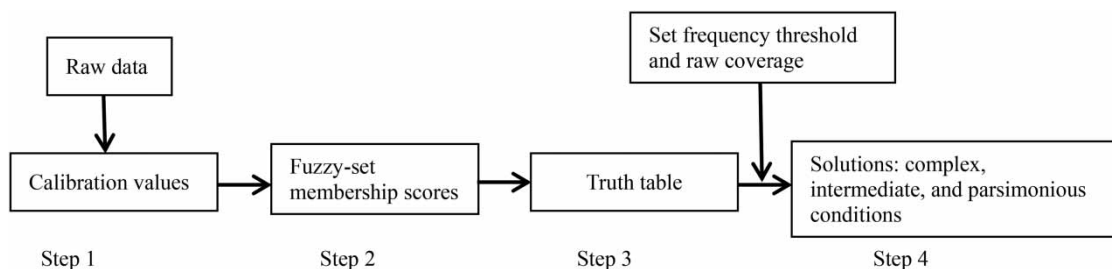 Raw data
Set frequency threshold
and raw coverage
Calibration values
Fuzzy-set
membership scores
Truth table
Solutions: complex,
intermediate, and parsimonious
conditions
Step 1
Step 2
Step 3
Step 4